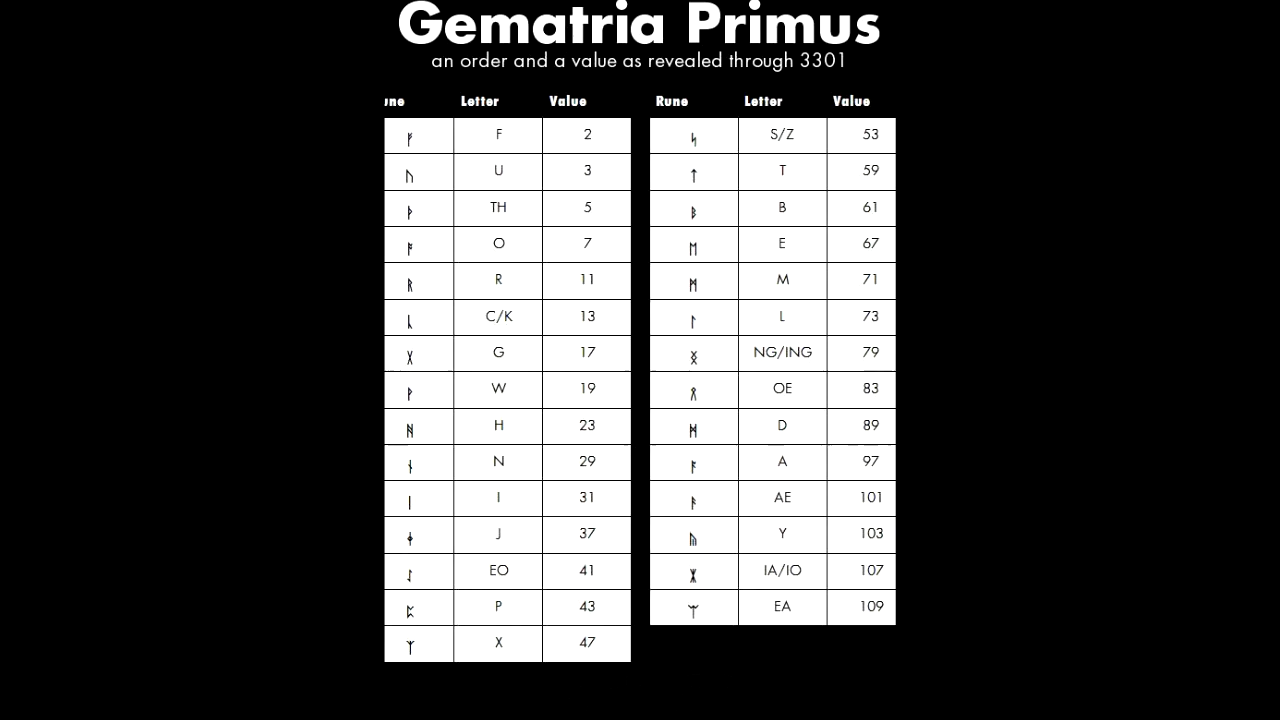 Gematria Primus
an order and a value as revealed through 3301
une Letter Value Rune Letter Value
ᚠ F 2 ᛋ S/Z 53
ᚢ U 3 ᛏ T 59
ᚦ TH 5 ᛒ B 61
ᚩ O 7 ᛖ E 67
ᚱ R 11 ᛗ M 71
ᚳ C/K 13 ᛚ L 73
ᚷ G 17 ᛝ NG/ING 79
ᚹ W 19 ᛟ OE 83
ᚻ H 23 ᛞ D 89
ᚾ N 29 ᚪ A 97
ᛁ I 31 ᚫ AE 101
ᛄ J 37 ᚣ Y 103
ᛇ EO 41 ᛡ IA/IO 107
ᛈ P 43 ᛠ EA 109
ᛉ X 47